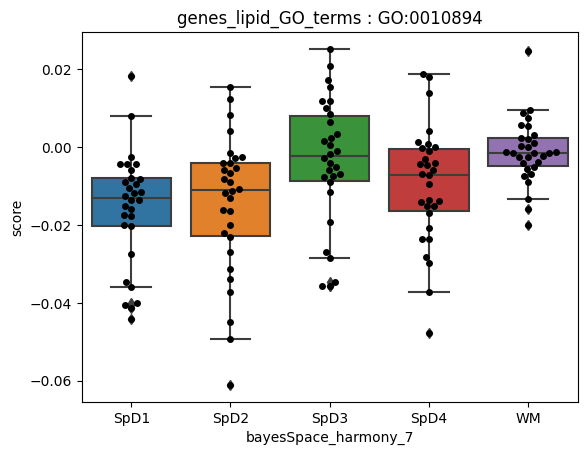 genes_lipid_GO_terms : GO:0010894
score
0.02
0.00
−0.02
−0.04
−0.06
SpD1 SpD2 SpD3 SpD4 WM
bayesSpace_harmony_7